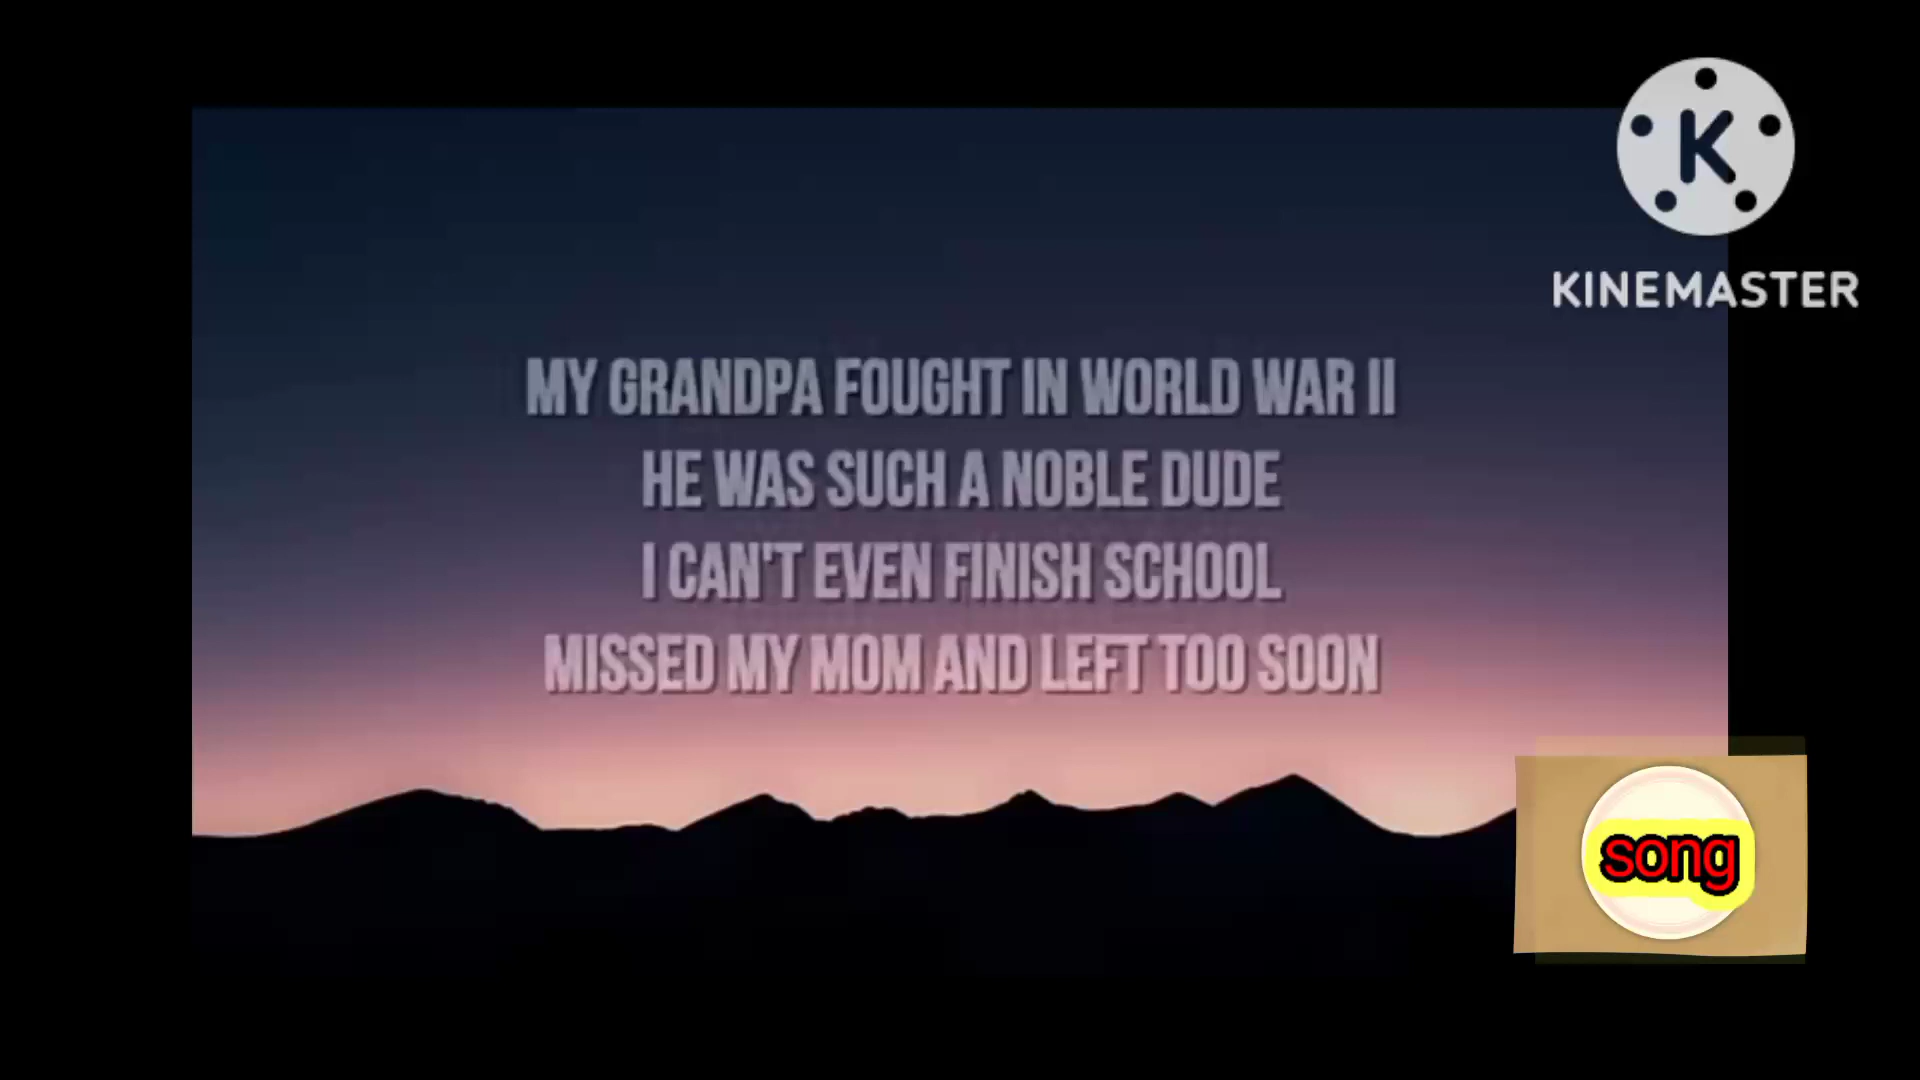 K
KINEMASTER
MY GRANDPA FOUGHT IN WORLD WAR II
HE WAS SUCH A NOBLE DUDE
I CAN'T EVEN FINISH SCHOOL
MISSED MY MOM AND LEFT TOO SOON
song